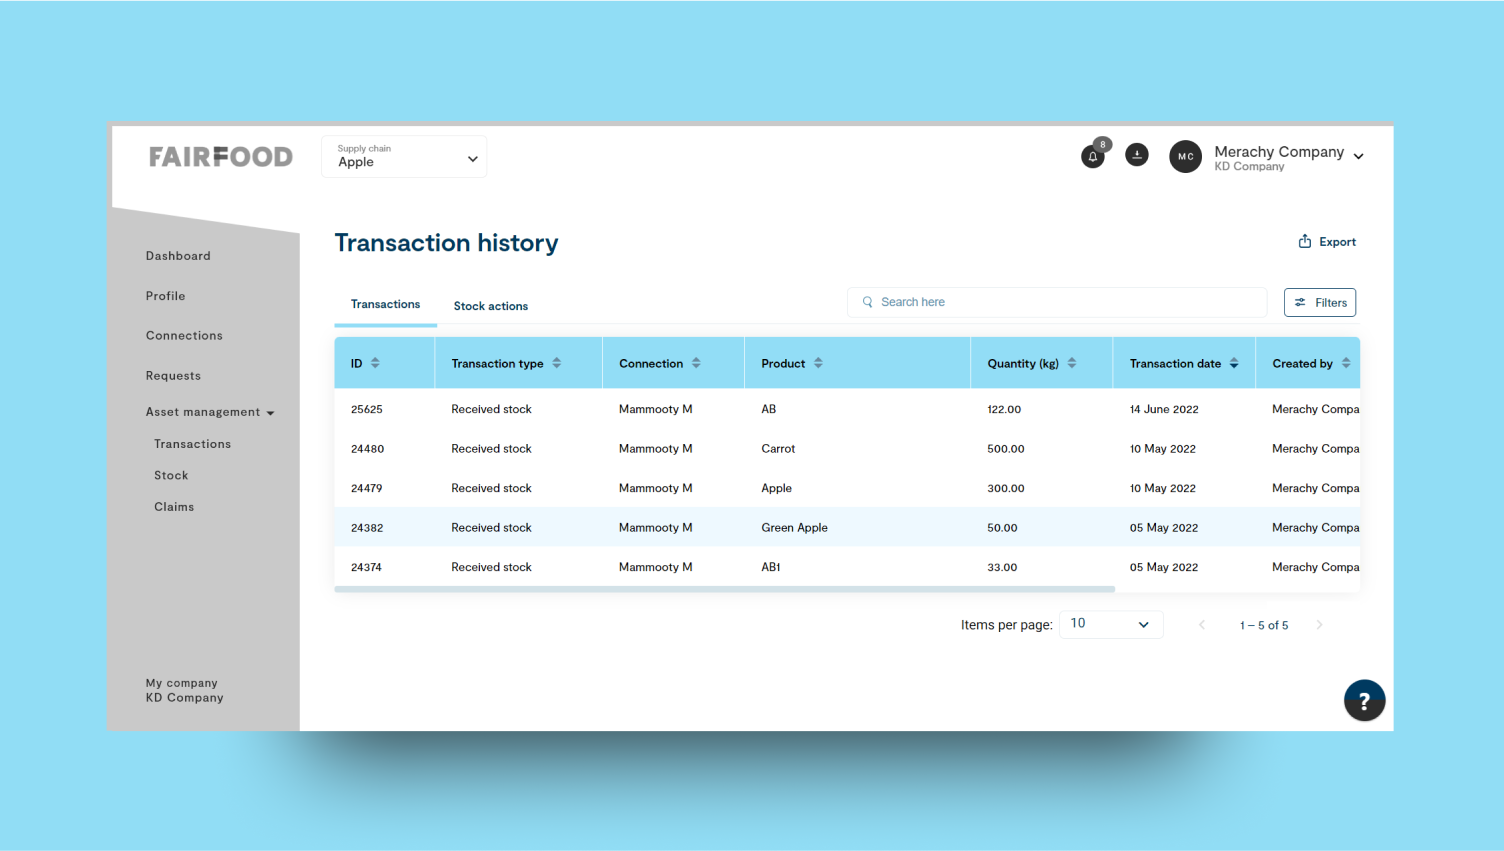 FAIRFOOD
Supply chain
Apple
8
MC
Merachy Company
KD Company
Dashboard
Profile
Connections
Requests
Asset management
Transactions
Stock
Claims
My company
KD Company
Transaction history
Export
Transactions
Stock actions
Search here
Filters
ID Transaction type Connection Product Quantity (kg) Transaction date Created by
25625 Received stock Mammooty M AB 122.00 14 June 2022 Merachy Compa
24480 Received stock Mammooty M Carrot 500.00 10 May 2022 Merachy Compa
24479 Received stock Mammooty M Apple 300.00 10 May 2022 Merachy Compa
24382 Received stock Mammooty M Green Apple 50.00 05 May 2022 Merachy Compa
24374 Received stock Mammooty M AB1 33.00 05 May 2022 Merachy Compa
Items per page: 10 1 – 5 of 5
?